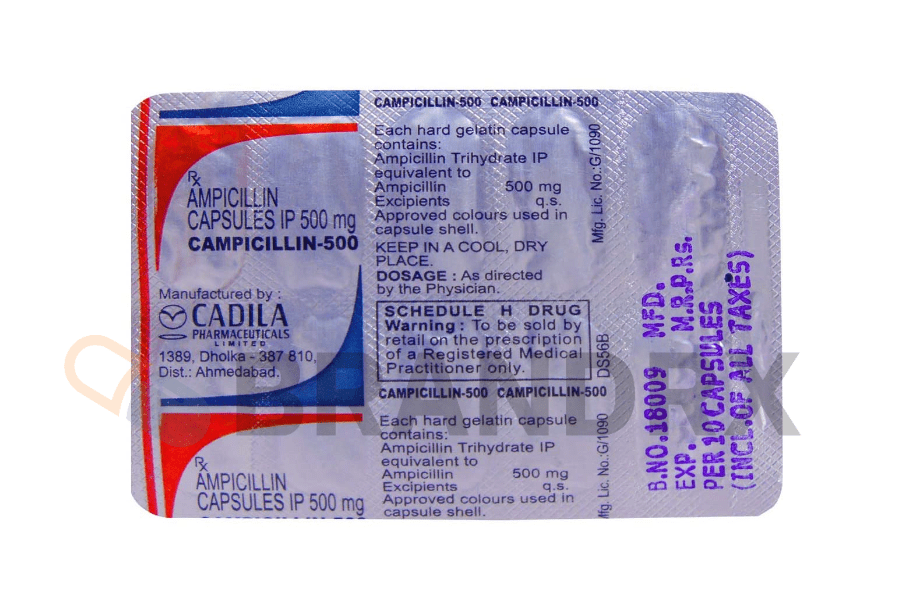 CAMPICILLIN-500 CAMPICILLIN-500
Rx
AMPICILLIN
CAPSULES IP 500 mg
CAMPICILLIN-500
Manufactured by :
CADILA
PHARMACEUTICALS
LIMITED
1389, Dholka - 387 810,
Dist.: Ahmedabad.
Each hard gelatin capsule
contains:
Ampicillin Trihydrate IP
equivalent to
Ampicillin 500 mg
Excipients q.s.
Approved colours used in
capsule shell.
KEEP IN A COOL, DRY
PLACE.
DOSAGE : As directed
by the Physician.
SCHEDULE H DRUG
Warning : To be sold by
retail on the prescription
of a Registered Medical
Practitioner only.
Mfg. Lic. No.:G/1090
DS56B
CAMPICILLIN-500 CAMPICILLIN-500
Rx
AMPICILLIN
CAPSULES IP 500 mg
Each hard gelatin capsule
contains:
Ampicillin Trihydrate IP
equivalent to
Ampicillin 500 mg
Excipients q.s.
Approved colours used in
capsule shell.
Mfg. Lic. No.:G/1090
B.NO.18009 MFD.
EXP. M.R.P.Rs.
PER 10 CAPSULES
(INCL.OF ALL TAXES)
BRANDRX